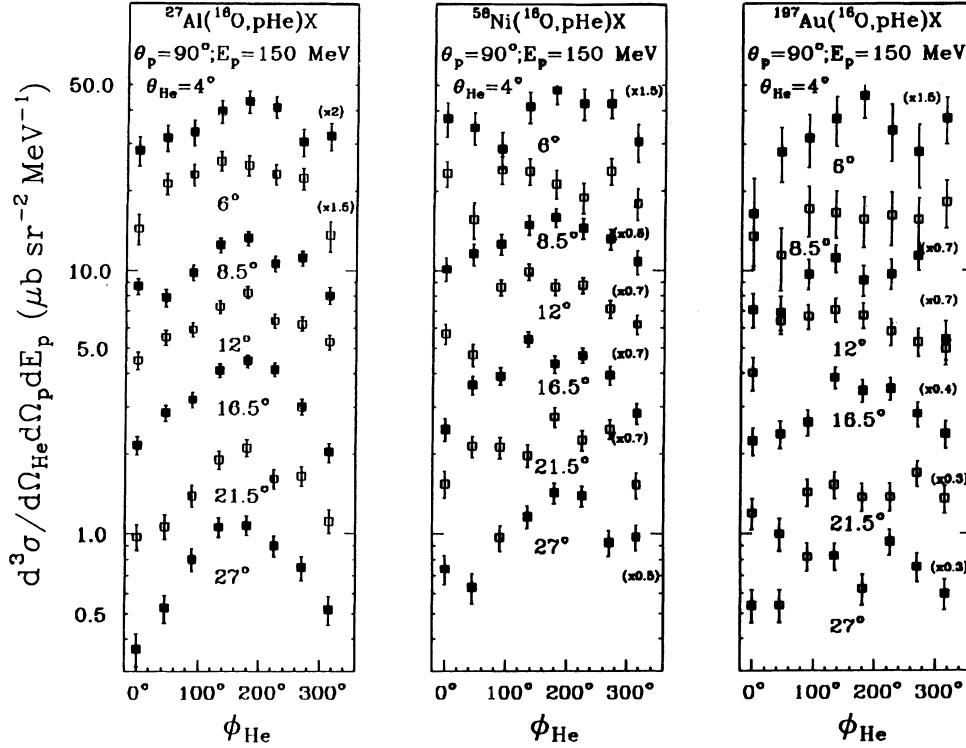 ²⁷Al(¹⁶O,pHe)X
θp=90°;Ep=150 MeV
θHe=4°
(x2)
6°
(x1.5)
8.5°
12°
16.5°
21.5°
27°
⁵⁸Ni(¹⁶O,pHe)X
θp=90°;Ep=150 MeV
θHe=4°
(x1.5)
6°
8.5°
(x0.8)
12°
(x0.7)
16.5°
(x0.7)
21.5°
(x0.7)
27°
(x0.5)
¹⁹⁷Au(¹⁶O,pHe)X
θp=90°;Ep=150 MeV
θHe=4°
(x1.5)
6°
8.5°
(x0.7)
12°
(x0.7)
16.5°
(x0.4)
21.5°
(x0.3)
27°
(x0.3)
d³σ/dΩHedΩpdEp (μb sr⁻² MeV⁻¹)
50.0
10.0
5.0
1.0
0.5
0° 100° 200° 300°
0° 100° 200° 300°
0° 100° 200° 300°
ϕHe
ϕHe
ϕHe